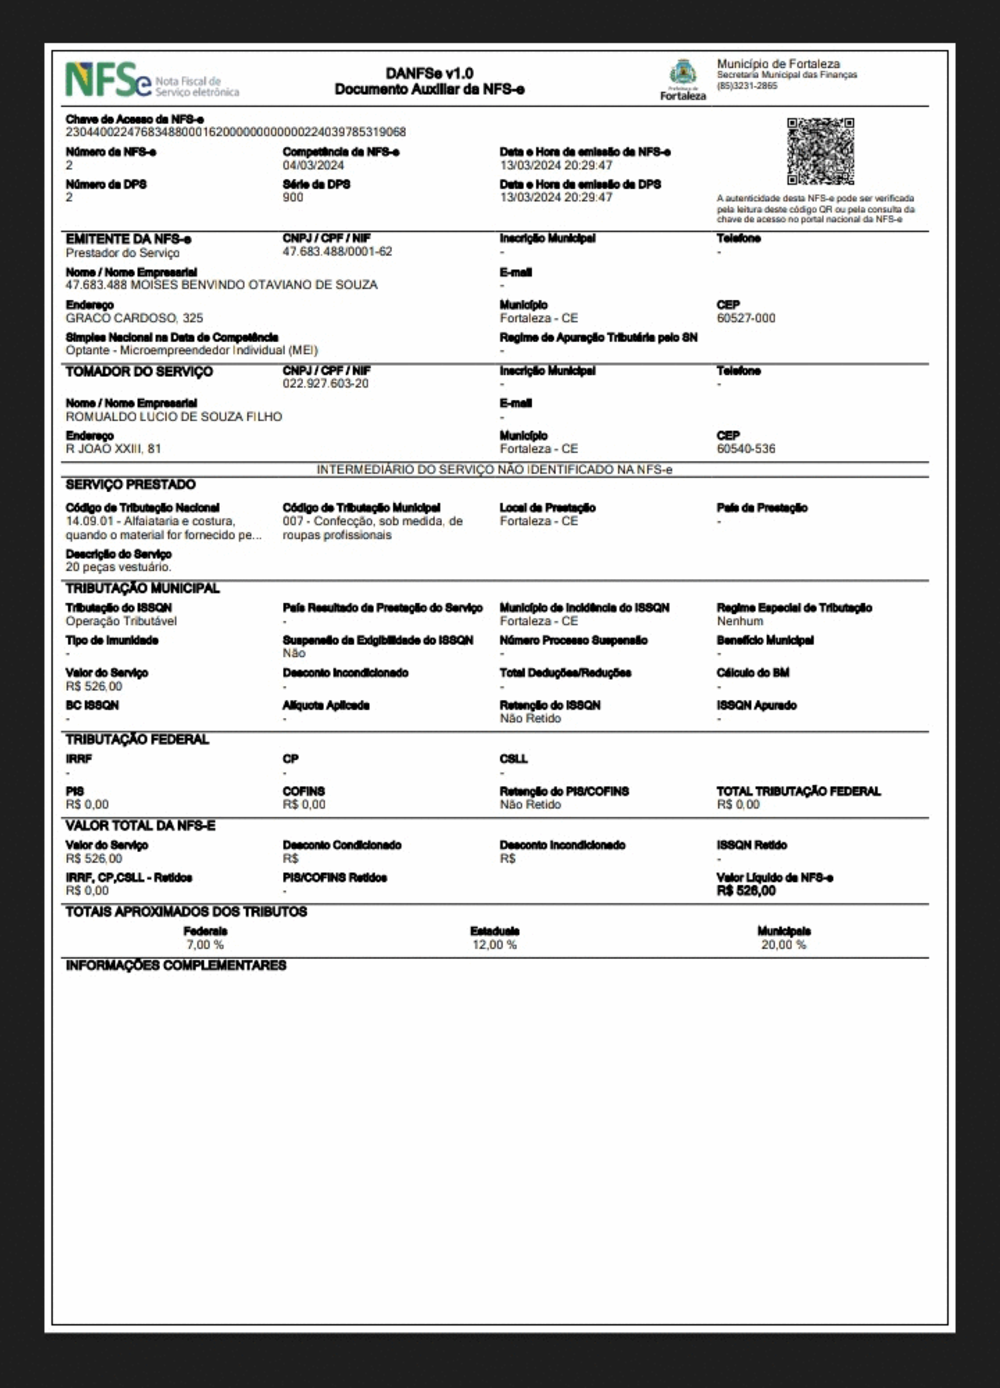 NFSe Nota Fiscal de Serviço eletrônica
DANFSe v1.0
Documento Auxiliar da NFS-e
Prefeitura de
Fortaleza
Município de Fortaleza
Secretaria Municipal das Finanças
(85)3231-2865
Chave de Acesso da NFS-e
23044002247683488000162000000000000224039785319068
Número da NFS-e Competência da NFS-e Data e Hora da emissão da NFS-e
2 04/03/2024 13/03/2024 20:29:47
Número da DPS Série da DPS Data e Hora da emissão da DPS
2 900 13/03/2024 20:29:47
A autenticidade desta NFS-e pode ser verificada
pela leitura deste código QR ou pela consulta da
chave de acesso no portal nacional da NFS-e
EMITENTE DA NFS-e CNPJ / CPF / NIF Inscrição Municipal Telefone
Prestador do Serviço 47.683.488/0001-62 - -
Nome / Nome Empresarial E-mail
47.683.488 MOISES BENVINDO OTAVIANO DE SOUZA -
Endereço Município CEP
GRACO CARDOSO, 325 Fortaleza - CE 60527-000
Simples Nacional na Data de Competência Regime de Apuração Tributária pelo SN
Optante - Microempreendedor Individual (MEI) -
TOMADOR DO SERVIÇO CNPJ / CPF / NIF Inscrição Municipal Telefone
022.927.603-20 - -
Nome / Nome Empresarial E-mail
ROMUALDO LUCIO DE SOUZA FILHO -
Endereço Município CEP
R JOAO XXIII, 81 Fortaleza - CE 60540-536
INTERMEDIÁRIO DO SERVIÇO NÃO IDENTIFICADO NA NFS-e
SERVIÇO PRESTADO
Código de Tributação Nacional Código de Tributação Municipal Local da Prestação País da Prestação
14.09.01 - Alfaiataria e costura, 007 - Confecção, sob medida, de Fortaleza - CE -
quando o material for fornecido pe... roupas profissionais
Descrição do Serviço
20 peças vestuário.
TRIBUTAÇÃO MUNICIPAL
Tributação do ISSQN País Resultado da Prestação do Serviço Município de Incidência do ISSQN Regime Especial de Tributação
Operação Tributável - Fortaleza - CE Nenhum
Tipo de Imunidade Suspensão da Exigibilidade do ISSQN Número Processo Suspensão Benefício Municipal
- Não - -
Valor do Serviço Desconto Incondicionado Total Deduções/Reduções Cálculo do BM
R$ 526,00 - - -
BC ISSQN Alíquota Aplicada Retenção do ISSQN ISSQN Apurado
- - Não Retido -
TRIBUTAÇÃO FEDERAL
IRRF CP CSLL
- - -
PIS COFINS Retenção do PIS/COFINS TOTAL TRIBUTAÇÃO FEDERAL
R$ 0,00 R$ 0,00 Não Retido R$ 0,00
VALOR TOTAL DA NFS-E
Valor do Serviço Desconto Condicionado Desconto Incondicionado ISSQN Retido
R$ 526,00 R$ R$ -
IRRF, CP,CSLL - Retidos PIS/COFINS Retidos Valor Líquido da NFS-e
R$ 0,00 - R$ 526,00
TOTAIS APROXIMADOS DOS TRIBUTOS
Federais Estaduais Municipais
7,00 % 12,00 % 20,00 %
INFORMAÇÕES COMPLEMENTARES